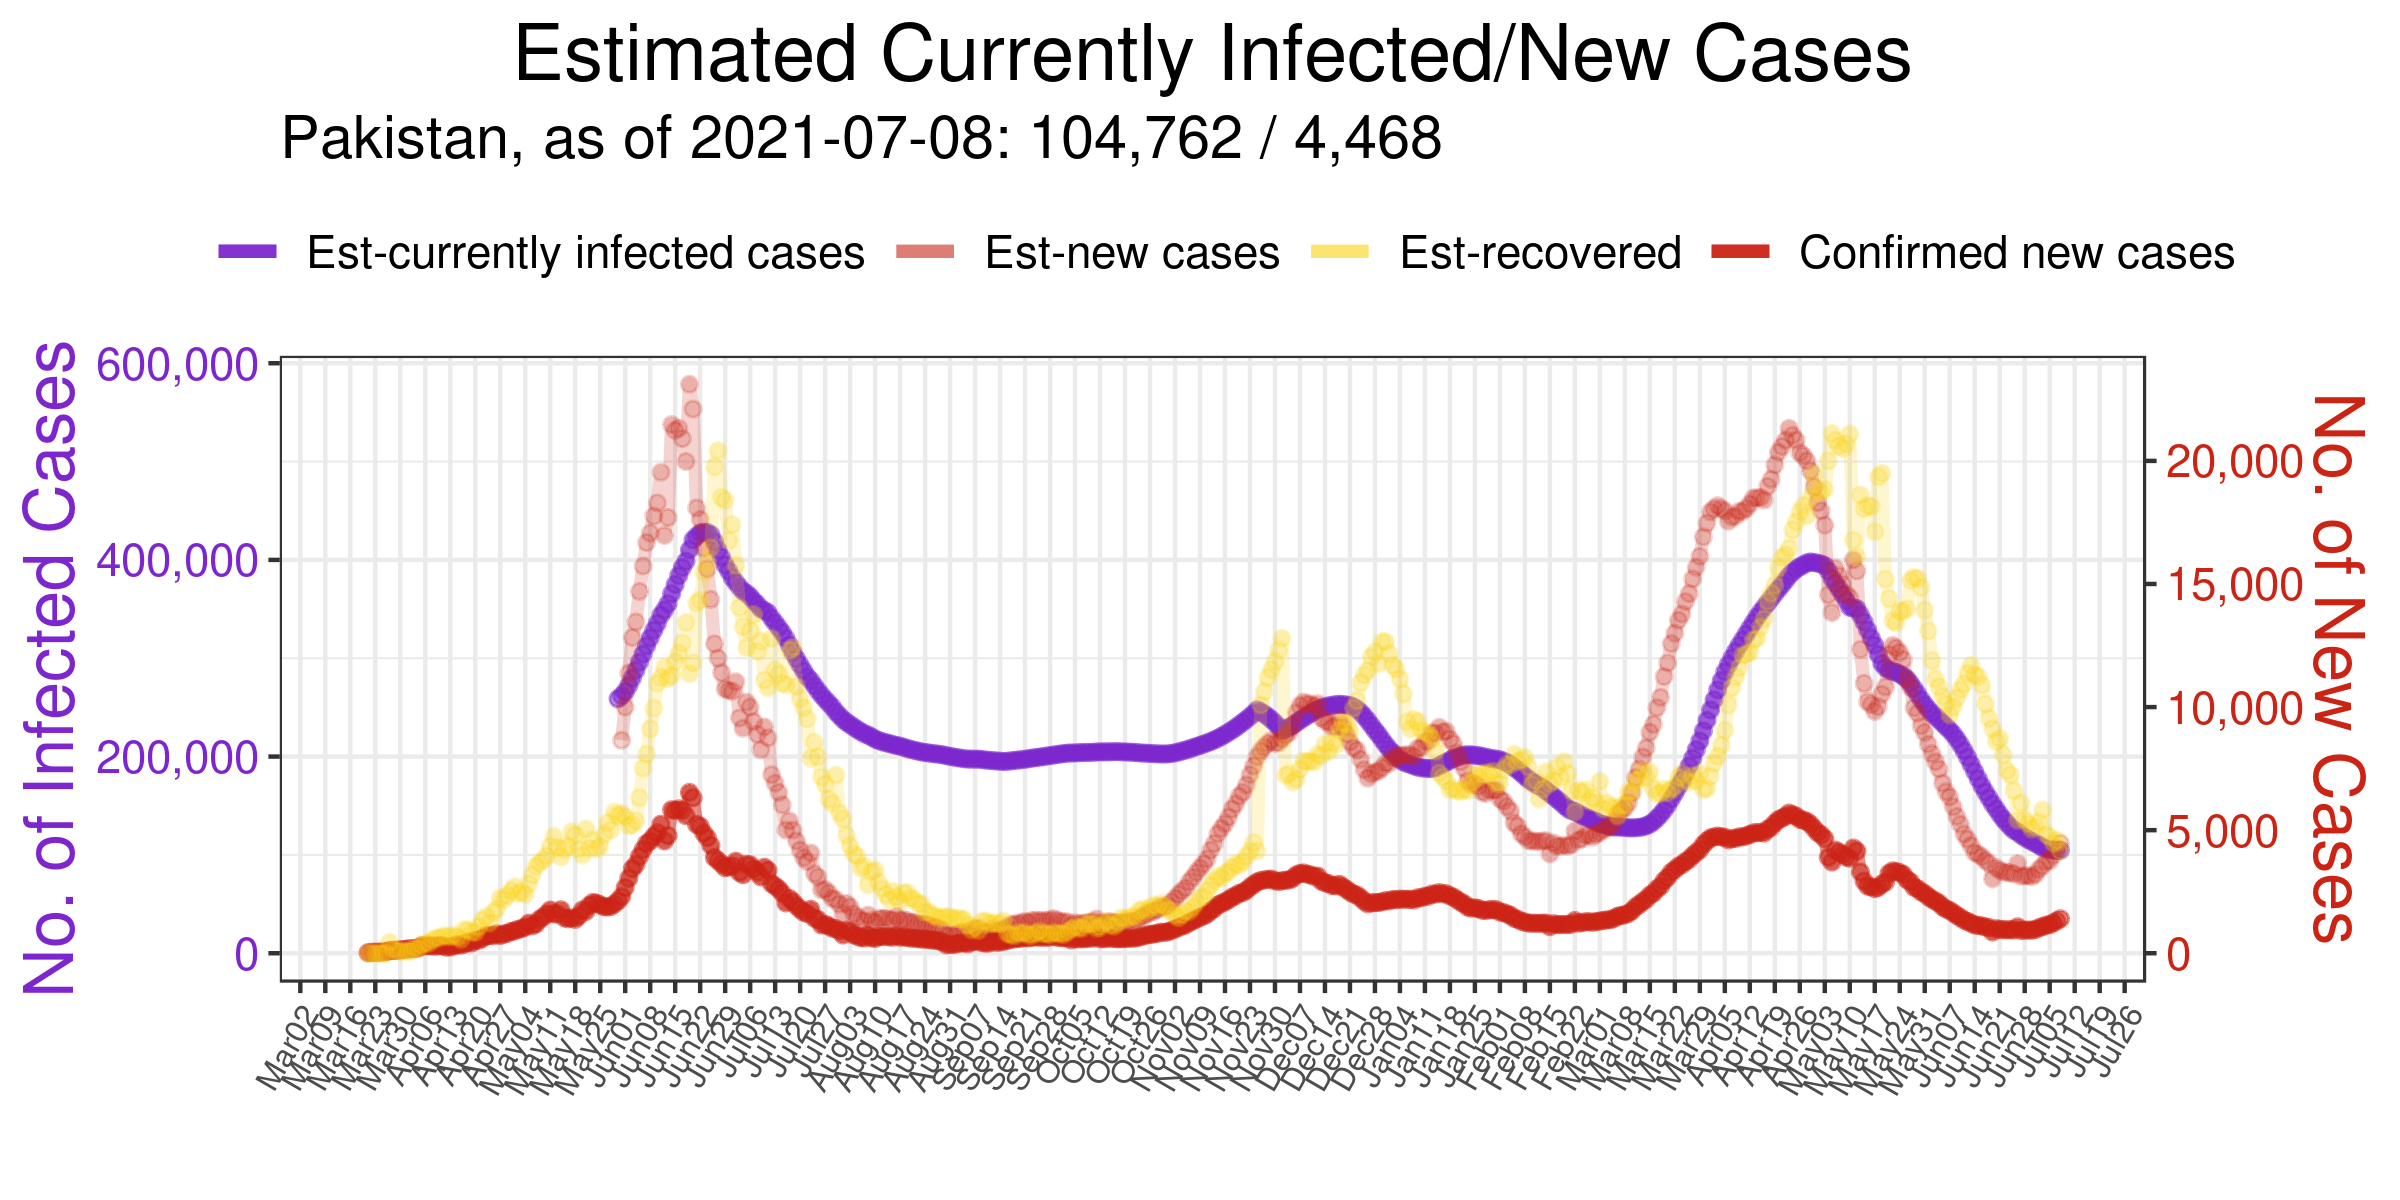 Estimated Currently Infected/New Cases
Pakistan, as of 2021-07-08: 104,762 / 4,468
Est-currently infected cases Est-new cases Est-recovered Confirmed new cases
No. of Infected Cases
600,000
400,000
200,000
0
20,000
15,000
10,000
5,000
0
No. of New Cases
Mar02 Mar09 Mar16 Mar23 Mar30 Apr06 Apr13 Apr20 Apr27 May04 May11 May18 May25 Jun01 Jun08 Jun15 Jun22 Jun29 Jul06 Jul13 Jul20 Jul27 Aug03 Aug10 Aug17 Aug24 Aug31 Sep07 Sep14 Sep21 Sep28 Oct05 Oct12 Oct19 Oct26 Nov02 Nov09 Nov16 Nov23 Nov30 Dec07 Dec14 Dec21 Dec28 Jan04 Jan11 Jan18 Jan25 Feb01 Feb08 Feb15 Feb22 Mar01 Mar08 Mar15 Mar22 Mar29 Apr05 Apr12 Apr19 Apr26 May03 May10 May17 May24 May31 Jun07 Jun14 Jun21 Jun28 Jul05 Jul12 Jul19 Jul26